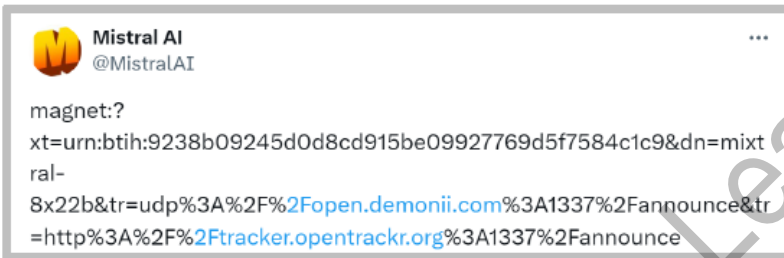 Mistral AI
@MistralAI
magnet:?
xt=urn:btih:9238b09245d0d8cd915be09927769d5f7584c1c9&dn=mixt
ral-
8x22b&tr=udp%3A%2F%2Fopen.demonii.com%3A1337%2Fannounce&tr
=http%3A%2F%2Ftracker.opentrackr.org%3A1337%2Fannounce
Lea